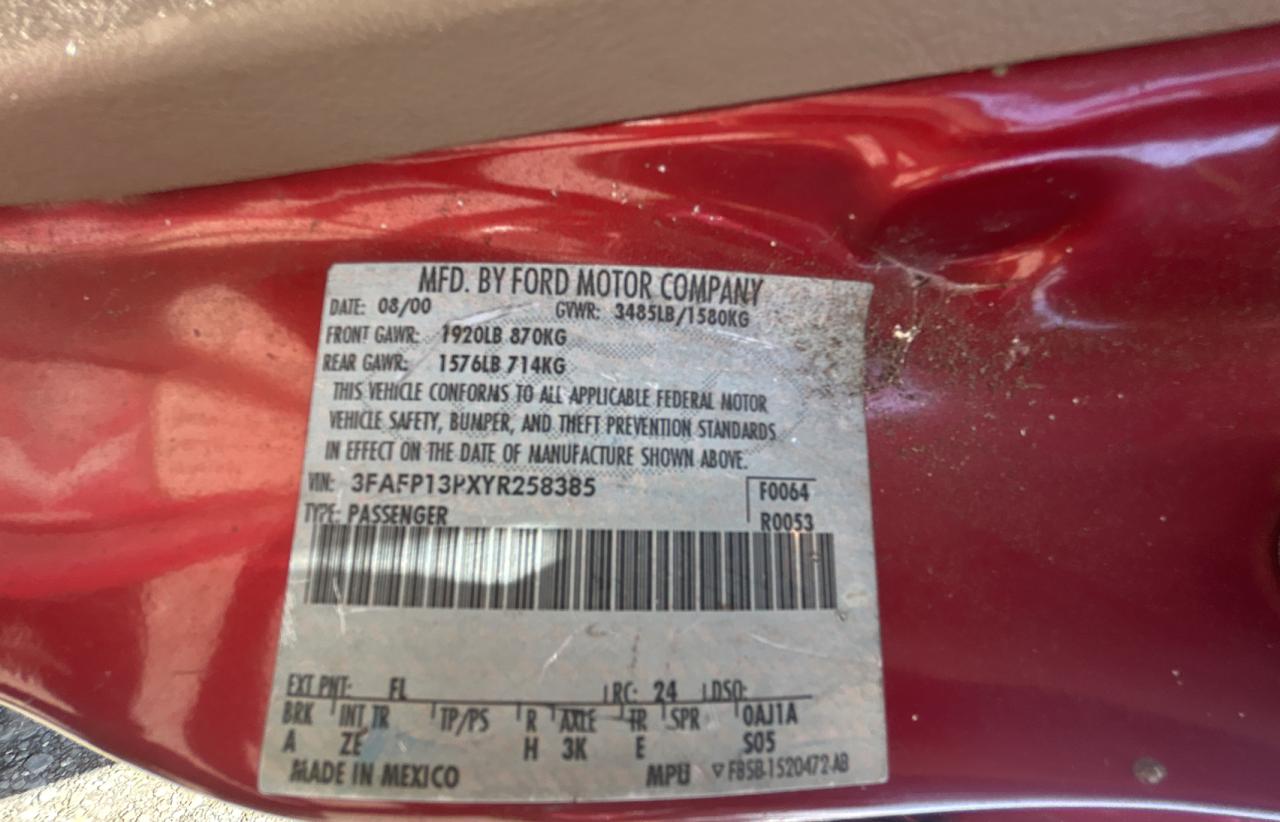 MFD. BY FORD MOTOR COMPANY
DATE: 08/00 GVWR: 3485LB/1580KG
FRONT GAWR: 1920LB 870KG
REAR GAWR: 1576LB 714KG
THIS VEHICLE CONFORMS TO ALL APPLICABLE FEDERAL MOTOR
VEHICLE SAFETY, BUMPER, AND THEFT PREVENTION STANDARDS
IN EFFECT ON THE DATE OF MANUFACTURE SHOWN ABOVE.
VIN: 3FAFP13PXYR258385 F0064
TYPE: PASSENGER R0053
EXT PNT: FL RC: 24 DSO:
BRK INT TR TP/PS R AXLE TR SPR 0AJ1A
A ZE H 3K E S05
MADE IN MEXICO MPU ▽ F85B-1520472-AB